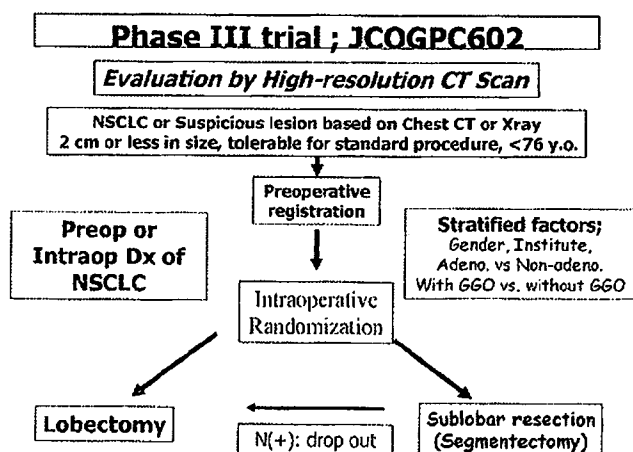 Phase III trial ; JCOGPC602
Evaluation by High-resolution CT Scan
NSCLC or Suspicious lesion based on Chest CT or Xray
2 cm or less in size, tolerable for standard procedure, <76 y.o.
Preoperative
registration
Preop or
Intraop Dx of
NSCLC
Stratified factors;
Gender, Institute,
Adeno. vs Non-adeno.
With GGO vs. without GGO
Intraoperative
Randomization
Lobectomy
N(+): drop out
Sublobar resection
(Segmentectomy)